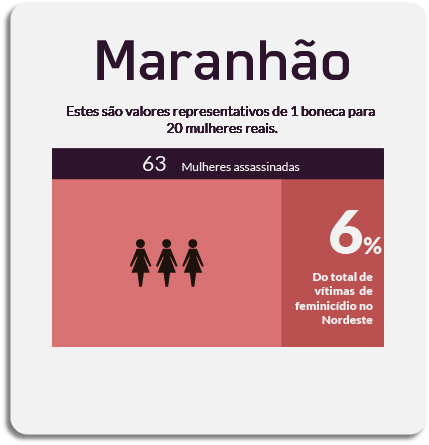 Maranhão
Estes são valores representativos de 1 boneca para
20 mulheres reais.
63 Mulheres assassinadas
6%
Do total de
vítimas de
feminicídio no
Nordeste